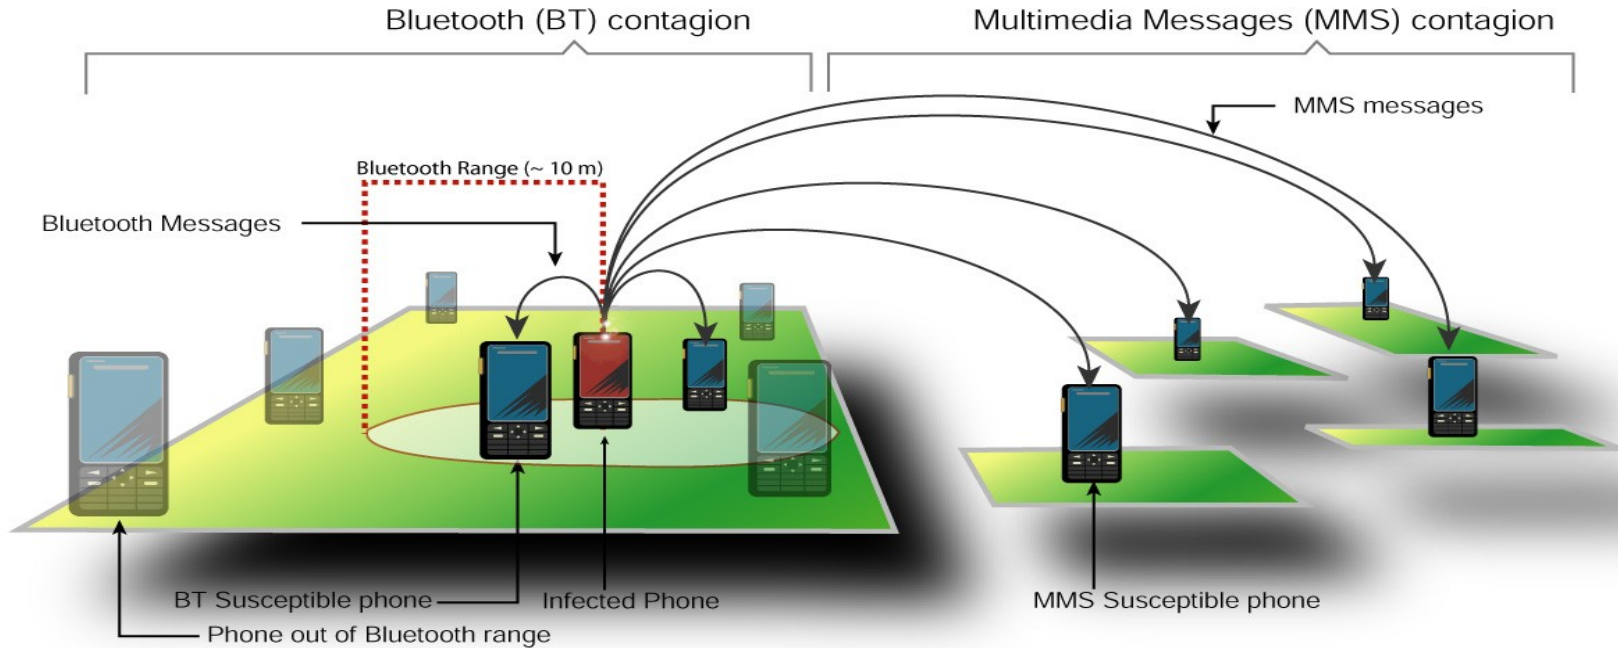 Bluetooth (BT) contagion
Multimedia Messages (MMS) contagion
MMS messages
Bluetooth Range (~ 10 m)
Bluetooth Messages
BT Susceptible phone
Infected Phone
MMS Susceptible phone
Phone out of Bluetooth range